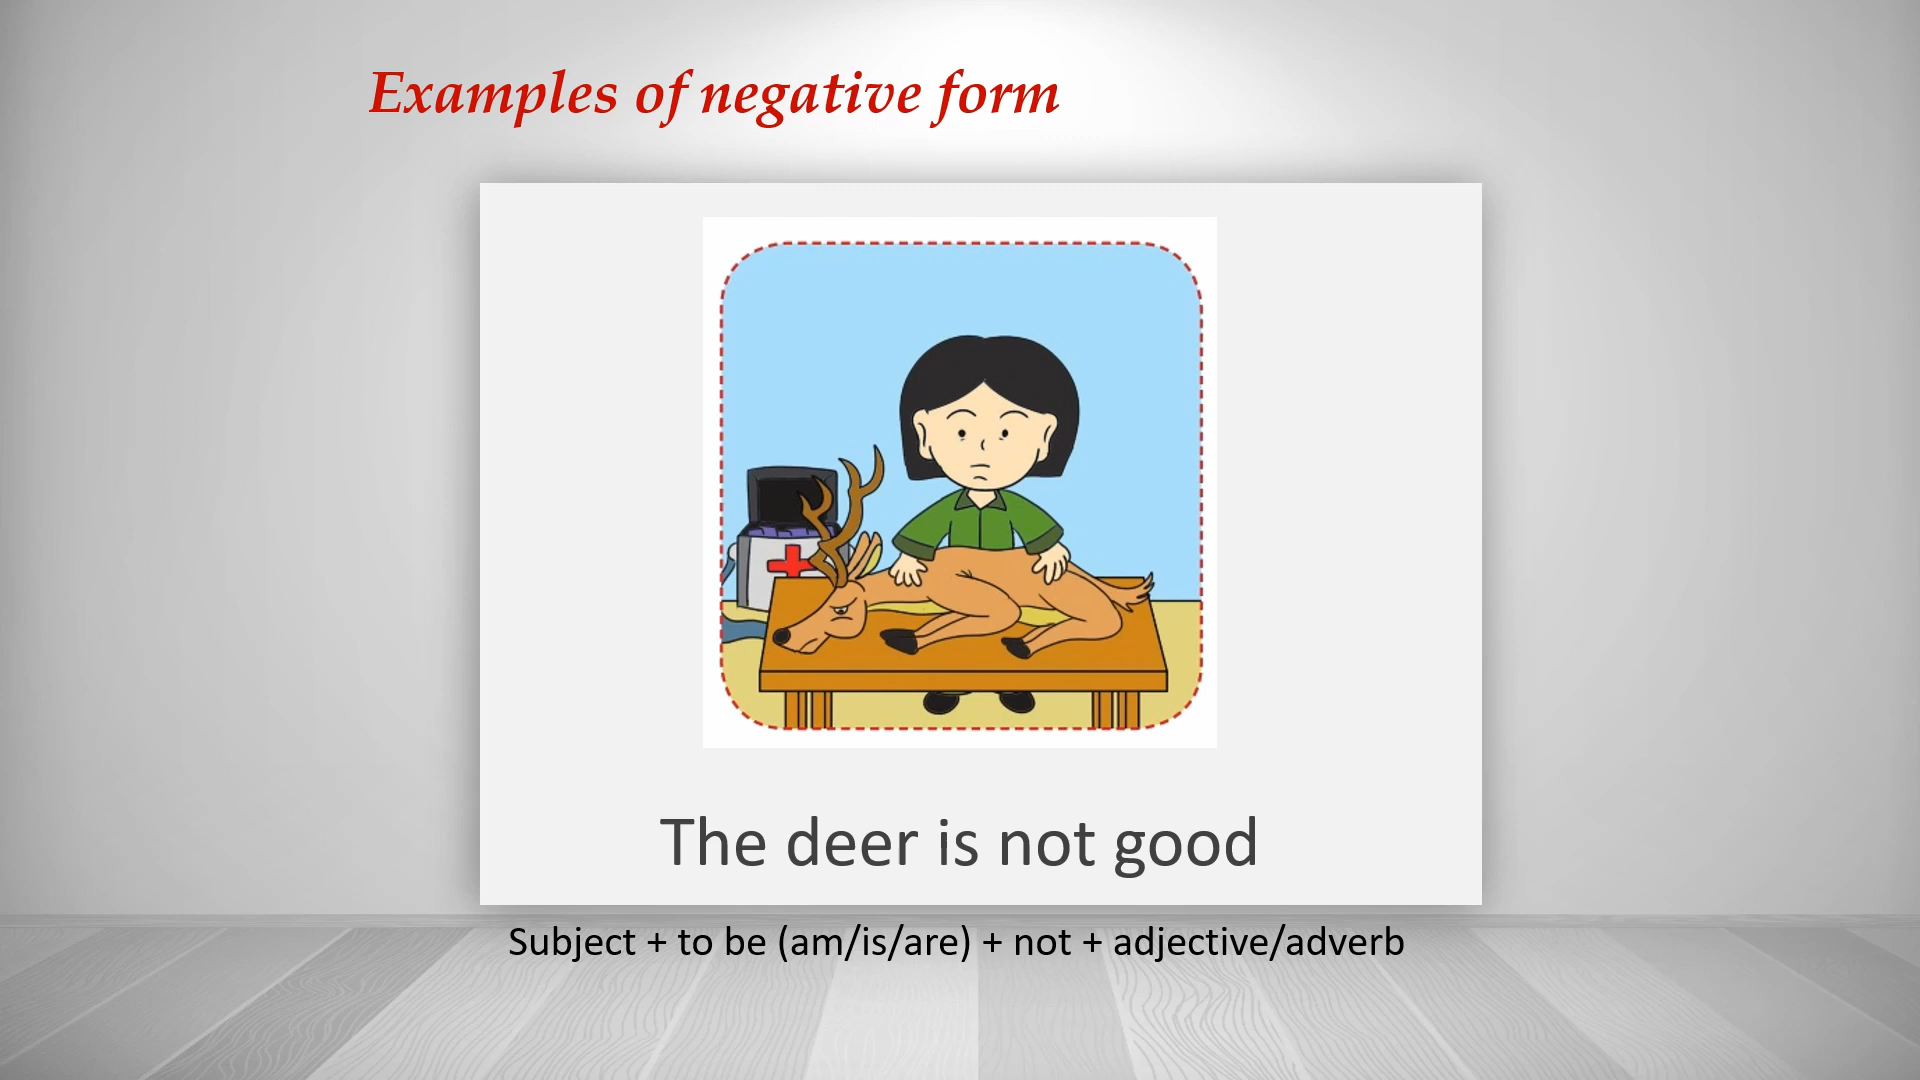 Examples of negative form
The deer is not good
Subject + to be (am/is/are) + not + adjective/adverb